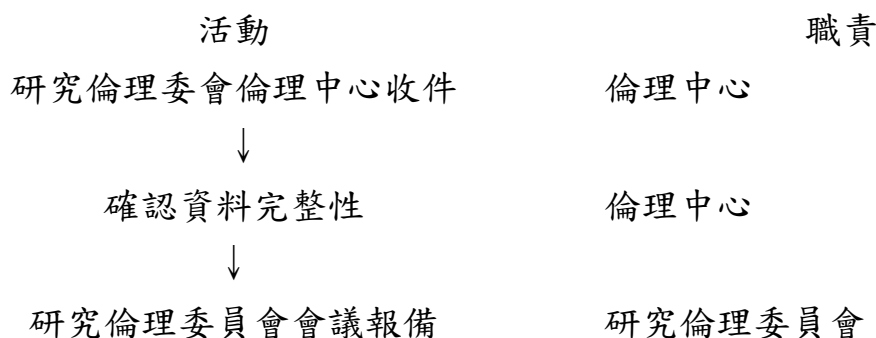 活動 職責
研究倫理委會倫理中心收件 倫理中心
↓
確認資料完整性 倫理中心
↓
研究倫理委員會會議報備 研究倫理委員會